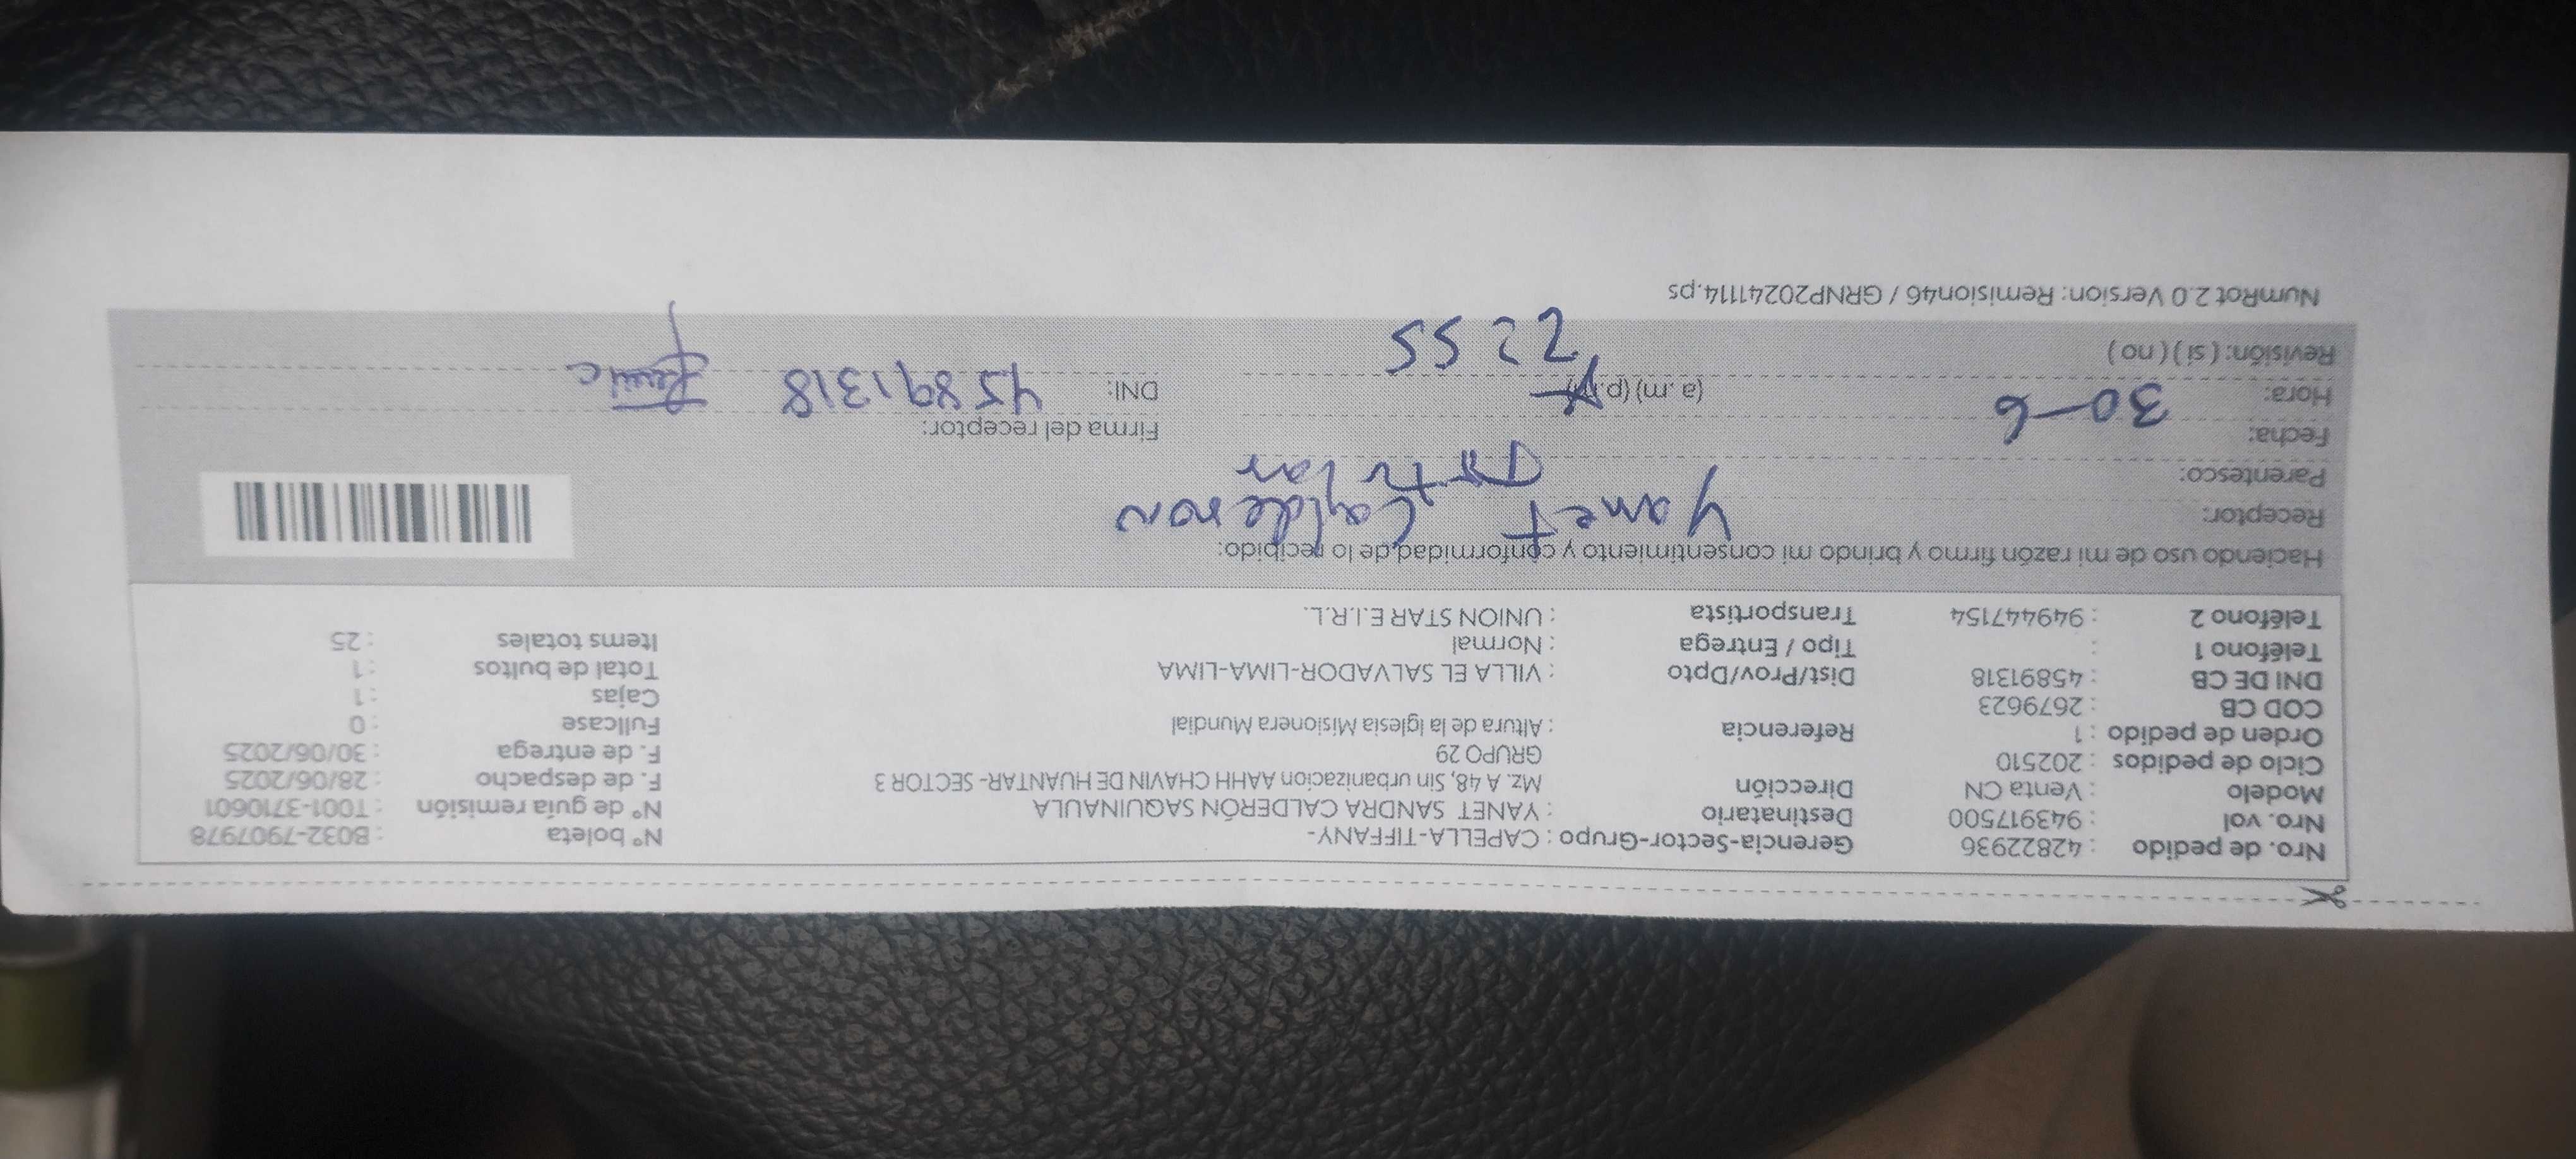 Nro. de pedido : 42822936 Gerencia-Sector-Grupo : CAPELLA-TIFFANY- N° boleta : B032-7907978
Nro. vol : 943917500 Destinatario : YANET SANDRA CALDERÓN SAQUINAULA N° de guía remisión : T001-3710601
Modelo : Venta CN Dirección Mz. A 48, Sin urbanizacion AAHH CHAVIN DE HUANTAR- SECTOR 3 F. de despacho : 28/06/2025
Ciclo de pedidos : 202510 GRUPO 29 F. de entrega : 30/06/2025
Orden de pedido : 1 Referencia : Altura de la Iglesia Misionera Mundial Fullcase : 0
COD CB : 2679623 Cajas : 1
DNI DE CB : 45891318 Dist/Prov/Dpto : VILLA EL SALVADOR-LIMA-LIMA Total de bultos : 1
Teléfono 1 : Tipo / Entrega : Normal Items totales : 25
Teléfono 2 : 949447154 Transportista : UNION STAR E.I.R.L.
Haciendo uso de mi razón firmo y brindo mi consentimiento y conformidad de lo recibido:
Receptor: Yanet Calderon
Parentesco: Titular
Fecha: 30-6 Firma del receptor:
Hora: (a.m) (p.m) DNI: 45891318
Revisión: ( si ) ( no ) 2255
NumRot 2.0 Version: Remision46 / GRNP20241114.ps